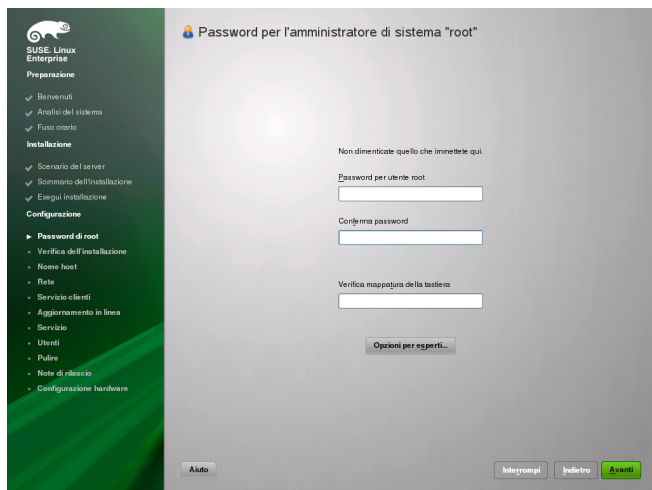 SUSE. Linux
Enterprise
Preparazione
Benvenuti
Analisi del sistema
Fuso orario
Installazione
Scenario del server
Sommario dell'installazione
Esegui installazione
Configurazione
Password di root
Verifica dell'installazione
Nome host
Rete
Servizio clienti
Aggiornamento in linea
Servizio
Utenti
Pulire
Note di rilascio
Configurazione hardware
Password per l'amministratore di sistema "root"
Non dimenticate quello che immettete qui.
Password per utente root
Conferma password
Verifica mappatura della tastiera
Opzioni per esperti...
Aiuto
Interrompi
Indietro
Avanti